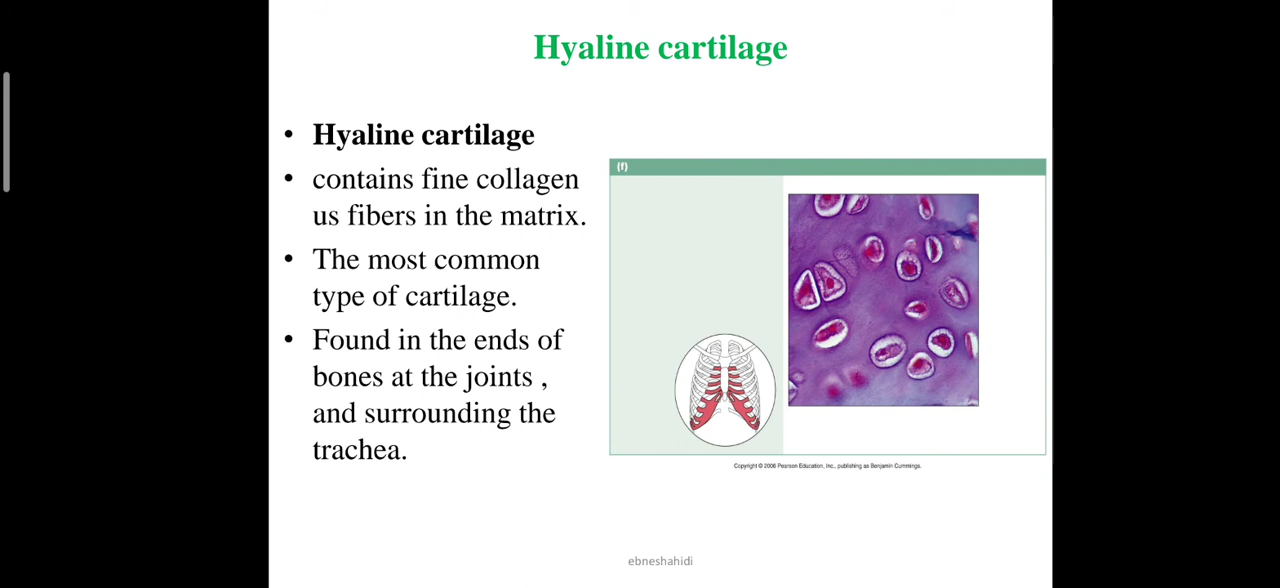 Hyaline cartilage
• Hyaline cartilage
• contains fine collagen
us fibers in the matrix.
• The most common
type of cartilage.
• Found in the ends of
bones at the joints ,
and surrounding the
trachea.
(f)
Copyright © 2006 Pearson Education, Inc., publishing as Benjamin Cummings.
ebneshahidi